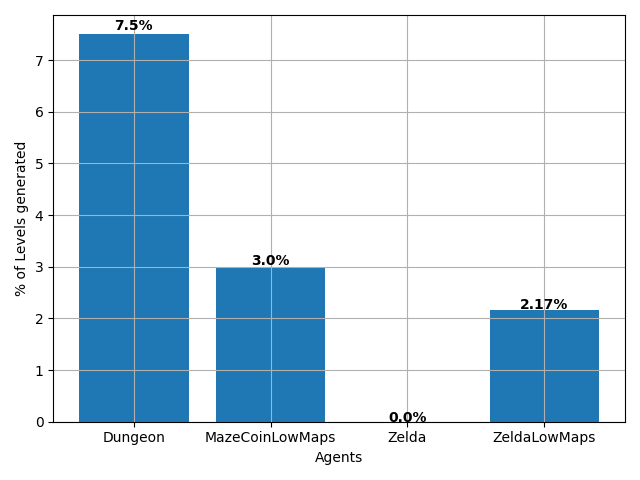 7.5%
3.0%
0.0%
2.17%
7
6
5
4
3
2
1
0
% of Levels generated
Dungeon
MazeCoinLowMaps
Zelda
ZeldaLowMaps
Agents